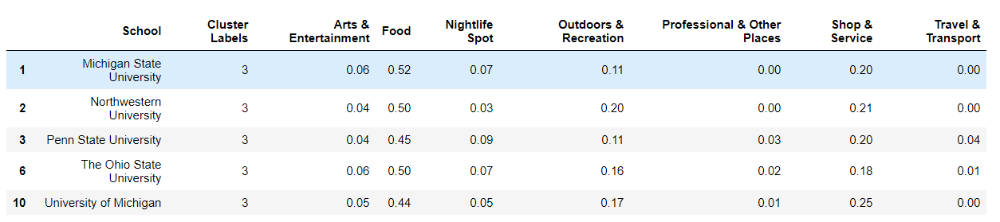 School Cluster Labels Arts & Entertainment Food Nightlife Spot Outdoors & Recreation Professional & Other Places Shop & Service Travel & Transport
1 Michigan State University 3 0.06 0.52 0.07 0.11 0.00 0.20 0.00
2 Northwestern University 3 0.04 0.50 0.03 0.20 0.00 0.21 0.00
3 Penn State University 3 0.04 0.45 0.09 0.11 0.03 0.20 0.04
6 The Ohio State University 3 0.06 0.50 0.07 0.16 0.02 0.18 0.01
10 University of Michigan 3 0.05 0.44 0.05 0.17 0.01 0.25 0.00